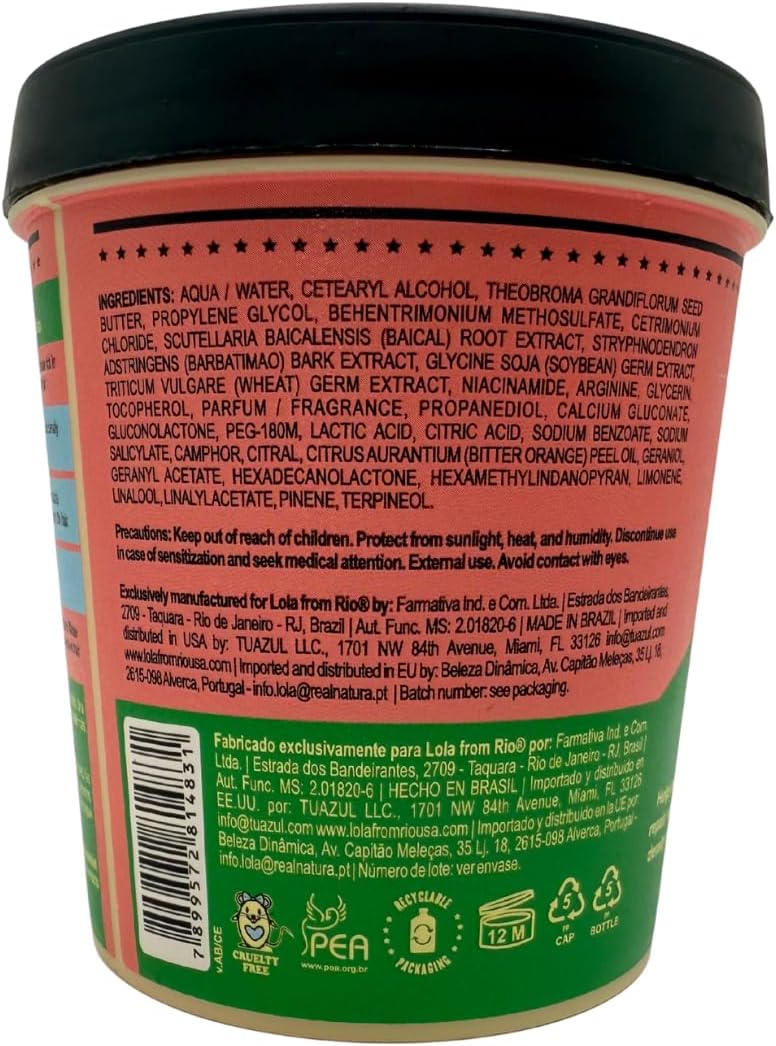 INGREDIENTS: AQUA / WATER, CETEARYL ALCOHOL, THEOBROMA GRANDIFLORUM SEED
BUTTER, PROPYLENE GLYCOL, BEHENTRIMONIUM METHOSULFATE, CETRIMONIUM
CHLORIDE, SCUTELLARIA BAICALENSIS (BAICAL) ROOT EXTRACT, STRYPHNODENDRON
ADSTRINGENS (BARBATIMAO) BARK EXTRACT, GLYCINE SOJA (SOYBEAN) GERM EXTRACT,
TRITICUM VULGARE (WHEAT) GERM EXTRACT, NIACINAMIDE, ARGININE, GLYCERIN,
TOCOPHEROL, PARFUM / FRAGRANCE, PROPANEDIOL, CALCIUM GLUCONATE,
GLUCONOLACTONE, PEG-180M, LACTIC ACID, CITRIC ACID, SODIUM BENZOATE, SODIUM
SALICYLATE, CAMPHOR, CITRAL, CITRUS AURANTIUM (BITTER ORANGE) PEEL OIL, GERANIOL,
GERANYL ACETATE, HEXADECANOLACTONE, HEXAMETHYLINDANOPYRAN, LIMONENE,
LINALOOL, LINALYL ACETATE, PINENE, TERPINEOL.
Precautions: Keep out of reach of children. Protect from sunlight, heat, and humidity. Discontinue use
in case of sensitization and seek medical attention. External use. Avoid contact with eyes.
Exclusively manufactured for Lola from Rio® by: Farmativa Ind. e Com. Ltda. | Estrada dos Bandeirantes,
2709 - Taquara - Rio de Janeiro - RJ, Brazil | Aut. Func. MS: 2.01820-6 | MADE IN BRAZIL | Imported and
distributed in USA by: TUAZUL LLC., 1701 NW 84th Avenue, Miami, FL 33126 info@tuazul.com
www.lolafromriousa.com | Imported and distributed in EU by: Beleza Dinâmica, Av. Capitão Meleças, 35 Lj. 18,
2615-098 Alverca, Portugal - info.lola@realnatura.pt | Batch number: see packaging.
Fabricado exclusivamente para Lola from Rio® por: Farmativa Ind. e Com.
Ltda. | Estrada dos Bandeirantes, 2709 - Taquara - Rio de Janeiro - RJ, Brasil |
Aut. Func. MS: 2.01820-6 | HECHO EN BRASIL | Importado y distribuido en
EE.UU. por: TUAZUL LLC., 1701 NW 84th Avenue, Miami, FL 33126
info@tuazul.com www.lolafromriousa.com | Importado y distribuido en la UE por:
Beleza Dinâmica, Av. Capitão Meleças, 35 Lj. 18, 2615-098 Alverca, Portugal -
info.lola@realnatura.pt | Número de lote: ver envase.
7 899572 814831
v.AB/CE
CRUELTY
FREE
PEA
www.pea.org.br
RECYCLABLE
PACKAGING
12 M
5
PP
CAP
5
PP
BOTTLE